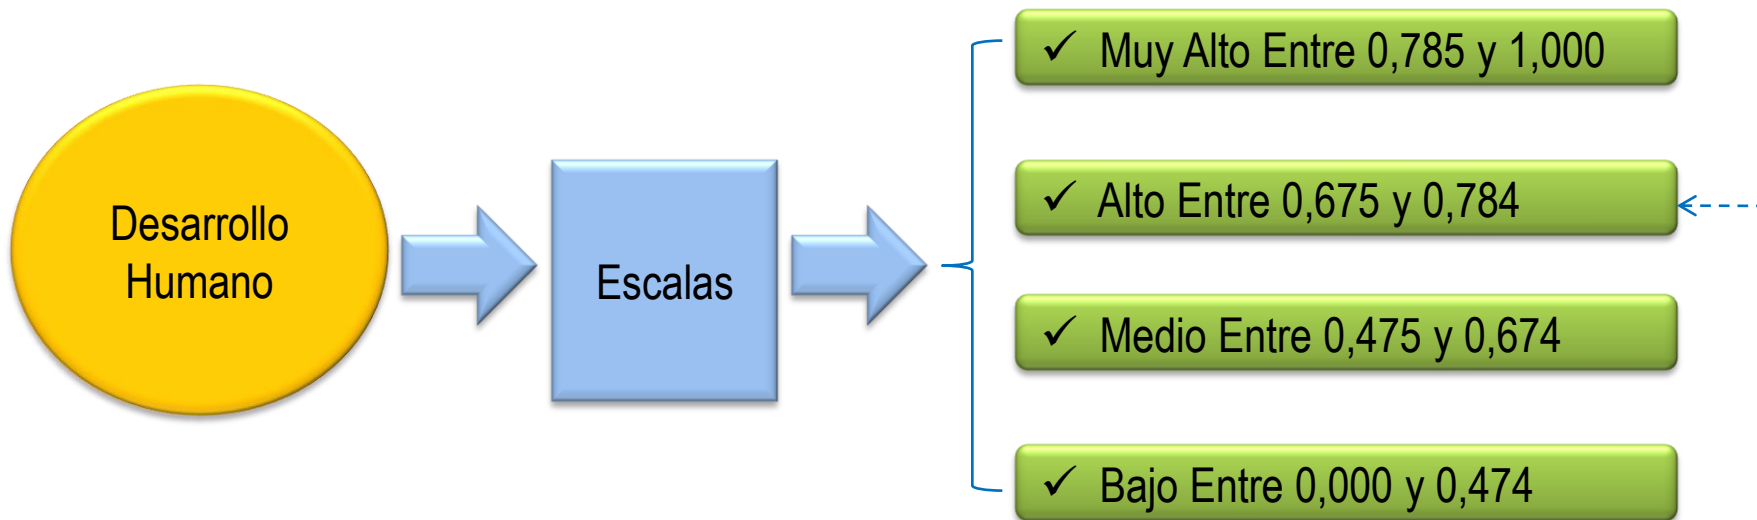 Desarrollo
Humano
Escalas
✓ Muy Alto Entre 0,785 y 1,000
✓ Alto Entre 0,675 y 0,784
✓ Medio Entre 0,475 y 0,674
✓ Bajo Entre 0,000 y 0,474